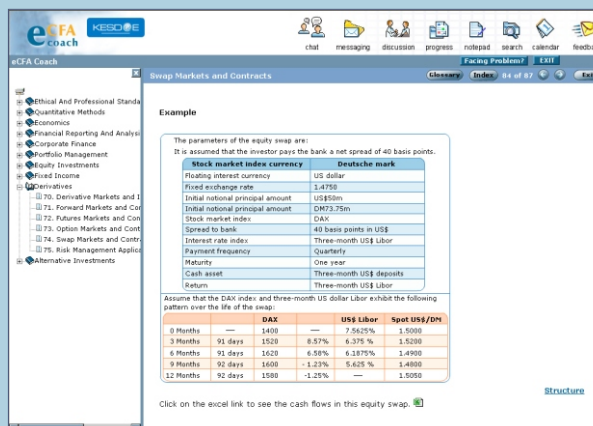 eCFA coach
KESDEE
chat messaging discussion progress notepad search calendar
eCFA Coach
Facing Problem? EXIT
Swap Markets and Contracts
Glossary Index 84 of 87
Ethical And Professional Standa
Quantitative Methods
Economics
Financial Reporting And Analysi
Corporate Finance
Portfolio Management
Equity Investments
Fixed Income
Derivatives
70. Derivative Markets and I
71. Forward Markets and Con
72. Futures Markets and Con
73. Option Markets and Cont
74. Swap Markets and Contr
75. Risk Management Applica
Alternative Investments
Example
The parameters of the equity swap are:
It is assumed that the investor pays the bank a net spread of 40 basis points.
Stock market index currency Deutsche mark
Floating interest currency US dollar
Fixed exchange rate 1.4750
Initial notional principal amount US$50m
Initial notional principal amount DM73.75m
Stock market index DAX
Spread to bank 40 basis points in US$
Interest rate index Three-month US$ Libor
Payment frequency Quarterly
Maturity One year
Cash asset Three-month US$ deposits
Return Three-month US$ Libor
Assume that the DAX index and three-month US dollar Libor exhibit the following
pattern over the life of the swap:
DAX US$ Libor Spot US$/DM
0 Months — 1400 — 7.5625% 1.5000
3 Months 91 days 1520 8.57% 6.375 % 1.5200
6 Months 91 days 1620 6.58% 6.1875% 1.4900
9 Months 92 days 1600 - 1.23% 5.625 % 1.4800
12 Months 92 days 1580 -1.25% — 1.5050
Structure
Click on the excel link to see the cash flows in this equity swap.